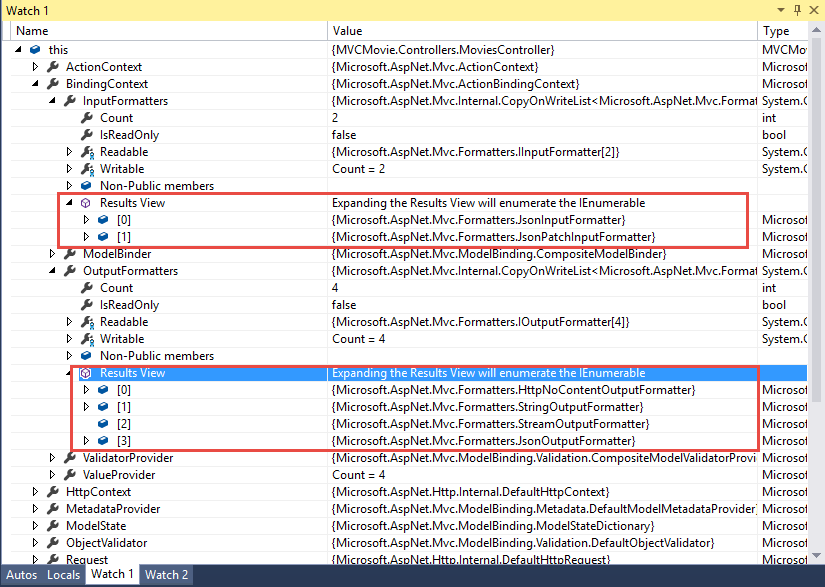 Watch 1
Name Value Type
this {MVCMovie.Controllers.MoviesController} MVCMo
ActionContext {Microsoft.AspNet.Mvc.ActionContext} Microsof
BindingContext {Microsoft.AspNet.Mvc.ActionBindingContext} Microsof
InputFormatters {Microsoft.AspNet.Mvc.Internal.CopyOnWriteList<Microsoft.AspNet.Mvc.Format System.C
Count 2 int
IsReadOnly false bool
Readable {Microsoft.AspNet.Mvc.Formatters.IInputFormatter[2]} System.C
Writable Count = 2 System.C
Non-Public members
Results View Expanding the Results View will enumerate the IEnumerable
[0] {Microsoft.AspNet.Mvc.Formatters.JsonInputFormatter} Microsof
[1] {Microsoft.AspNet.Mvc.Formatters.JsonPatchInputFormatter} Microsof
ModelBinder {Microsoft.AspNet.Mvc.ModelBinding.CompositeModelBinder} Microsof
OutputFormatters {Microsoft.AspNet.Mvc.Internal.CopyOnWriteList<Microsoft.AspNet.Mvc.Format System.C
Count 4 int
IsReadOnly false bool
Readable {Microsoft.AspNet.Mvc.Formatters.IOutputFormatter[4]} System.C
Writable Count = 4 System.C
Non-Public members
Results View Expanding the Results View will enumerate the IEnumerable
[0] {Microsoft.AspNet.Mvc.Formatters.HttpNoContentOutputFormatter} Microsof
[1] {Microsoft.AspNet.Mvc.Formatters.StringOutputFormatter} Microsof
[2] {Microsoft.AspNet.Mvc.Formatters.StreamOutputFormatter} Microsof
[3] {Microsoft.AspNet.Mvc.Formatters.JsonOutputFormatter} Microsof
ValidatorProvider {Microsoft.AspNet.Mvc.ModelBinding.Validation.CompositeModelValidatorProvi Microsof
ValueProvider Count = 4 Microsof
HttpContext {Microsoft.AspNet.Http.Internal.DefaultHttpContext} Microsof
MetadataProvider {Microsoft.AspNet.Mvc.ModelBinding.Metadata.DefaultModelMetadataProvider} Microsof
ModelState {Microsoft.AspNet.Mvc.ModelBinding.ModelStateDictionary} Microsof
ObjectValidator {Microsoft.AspNet.Mvc.ModelBinding.Validation.DefaultObjectValidator} Microsof
Request {Microsoft.AspNet.Http.Internal.DefaultHttpRequest} Microsof
Autos Locals Watch 1 Watch 2